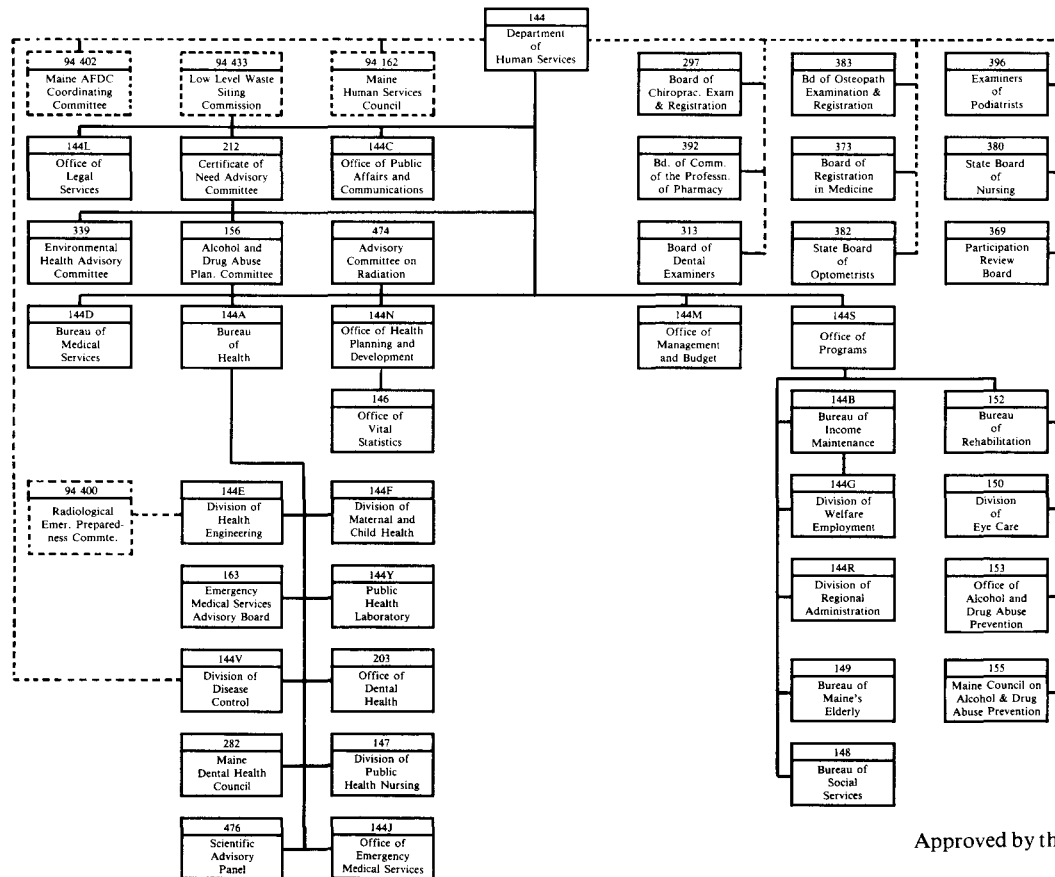 144
Department
of
Human Services
94 402
Maine AFDC
Coordinating
Committee
94 433
Low Level Waste
Siting
Commission
94 162
Maine
Human Services
Council
297
Board of
Chiroprac. Exam
& Registration
383
Bd of Osteopath
Examination &
Registration
396
Examiners
of
Podiatrists
144L
Office of
Legal
Services
212
Certificate of
Need Advisory
Committee
144C
Office of Public
Affairs and
Communications
392
Bd. of Comm.
of the Professn.
of Pharmacy
373
Board of
Registration
in Medicine
380
State Board
of
Nursing
339
Environmental
Health Advisory
Committee
156
Alcohol and
Drug Abuse
Plan. Committee
474
Advisory
Committee on
Radiation
313
Board of
Dental
Examiners
382
State Board
of
Optometrists
369
Participation
Review
Board
144D
Bureau of
Medical
Services
144A
Bureau
of
Health
144N
Office of Health
Planning and
Development
144M
Office of
Management
and Budget
144S
Office of
Programs
146
Office of
Vital
Statistics
144B
Bureau of
Income
Maintenance
152
Bureau
of
Rehabilitation
94 400
Radiological
Emer. Prepared-
ness Commte.
144E
Division of
Health
Engineering
144F
Division of
Maternal and
Child Health
144G
Division of
Welfare
Employment
150
Division
of
Eye Care
163
Emergency
Medical Services
Advisory Board
144Y
Public
Health
Laboratory
144R
Division of
Regional
Administration
153
Office of
Alcohol and
Drug Abuse
Prevention
144V
Division of
Disease
Control
203
Office of
Dental
Health
149
Bureau of
Maine's
Elderly
155
Maine Council on
Alcohol & Drug
Abuse Prevention
282
Maine
Dental Health
Council
147
Division of
Public
Health Nursing
148
Bureau of
Social
Services
476
Scientific
Advisory
Panel
144J
Office of
Emergency
Medical Services
Approved by th